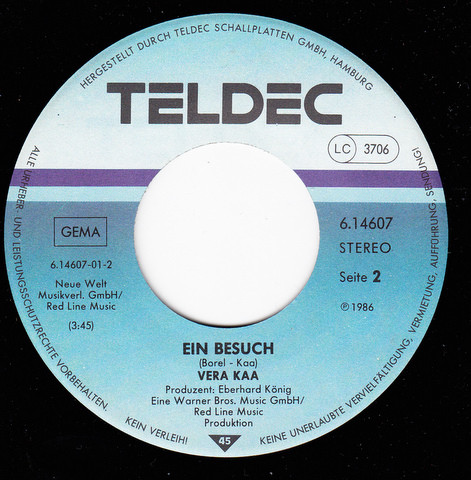 HERGESTELLT DURCH TELDEC SCHALLPLATTEN GMBH, HAMBURG
TELDEC
LC 3706
GEMA
6.14607-01-2
Neue Welt
Musikverl. GmbH/
Red Line Music
(3:45)
6.14607
STEREO
Seite 2
℗ 1986
EIN BESUCH
(Borel - Kaa)
VERA KAA
Produzent: Eberhard König
Eine Warner Bros. Music GmbH/
Red Line Music
Produktion
45
ALLE URHEBER- UND LEISTUNGSSCHUTZRECHTE VORBEHALTEN.
KEIN VERLEIH!
KEINE UNERLAUBTE VERVIELFÄLTIGUNG, VERMIETUNG, AUFFÜHRUNG, SENDUNG!